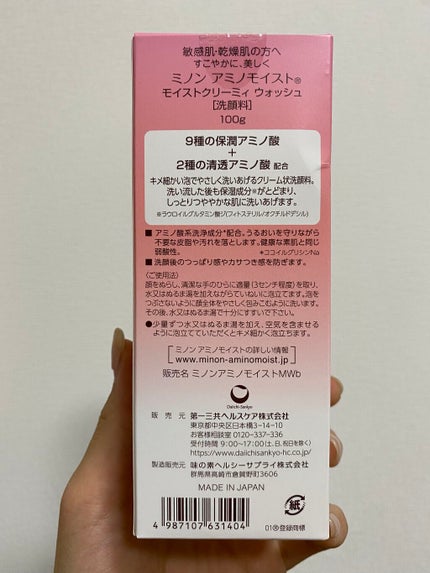 敏感肌・乾燥肌の方へ
すこやかに、美しく
ミノン アミノモイスト®
モイストクリーミィ ウォッシュ
[洗顔料]
100g
9種の保潤アミノ酸
+
2種の清透アミノ酸 配合
キメ細かい泡でやさしく洗いあげるクリーム状洗顔料。
洗い流した後も保湿成分※がとどまり、
しっとりつややかな肌に洗いあげます。
※ラウロイルグルタミン酸ジ(フィトステリル/オクチルドデシル)
■アミノ酸系洗浄成分*配合。うるおいを守りながら
不要な皮脂や汚れを落とします。健康な素肌と同じ
弱酸性。 *ココイルグリシンNa
■洗顔後のつっぱり感やカサつき感を防ぎます。
〈ご使用法〉
顔をぬらし、清潔な手のひらに適量(3センチ程度)を取り、
水又はぬるま湯を加えながらていねいに泡立てます。泡を
つぶさないように顔全体をやさしく包みこむように洗います。
その後、水又はぬるま湯で十分にすすいで下さい。
●少量ずつ水又はぬるま湯を加え、空気を含ませる
ように泡立てていただくとキメ細かく泡立ちます。
ミノン アミノモイストの詳しい情報
www.minon-aminomoist.jp
販売名 ミノンアミノモイストMWb
Daiichi-Sankyo
販売元 第一三共ヘルスケア株式会社
東京都中央区日本橋3-14-10
お客様相談室 0120-337-336
受付時間 9:00〜17:00(土、日、祝日を除く)
https://www.daiichisankyo-hc.co.jp/
製造販売元 味の素ヘルシーサプライ株式会社
群馬県高崎市倉賀野町3606
MADE IN JAPAN
4 987107 631404
紙
01®登録商標